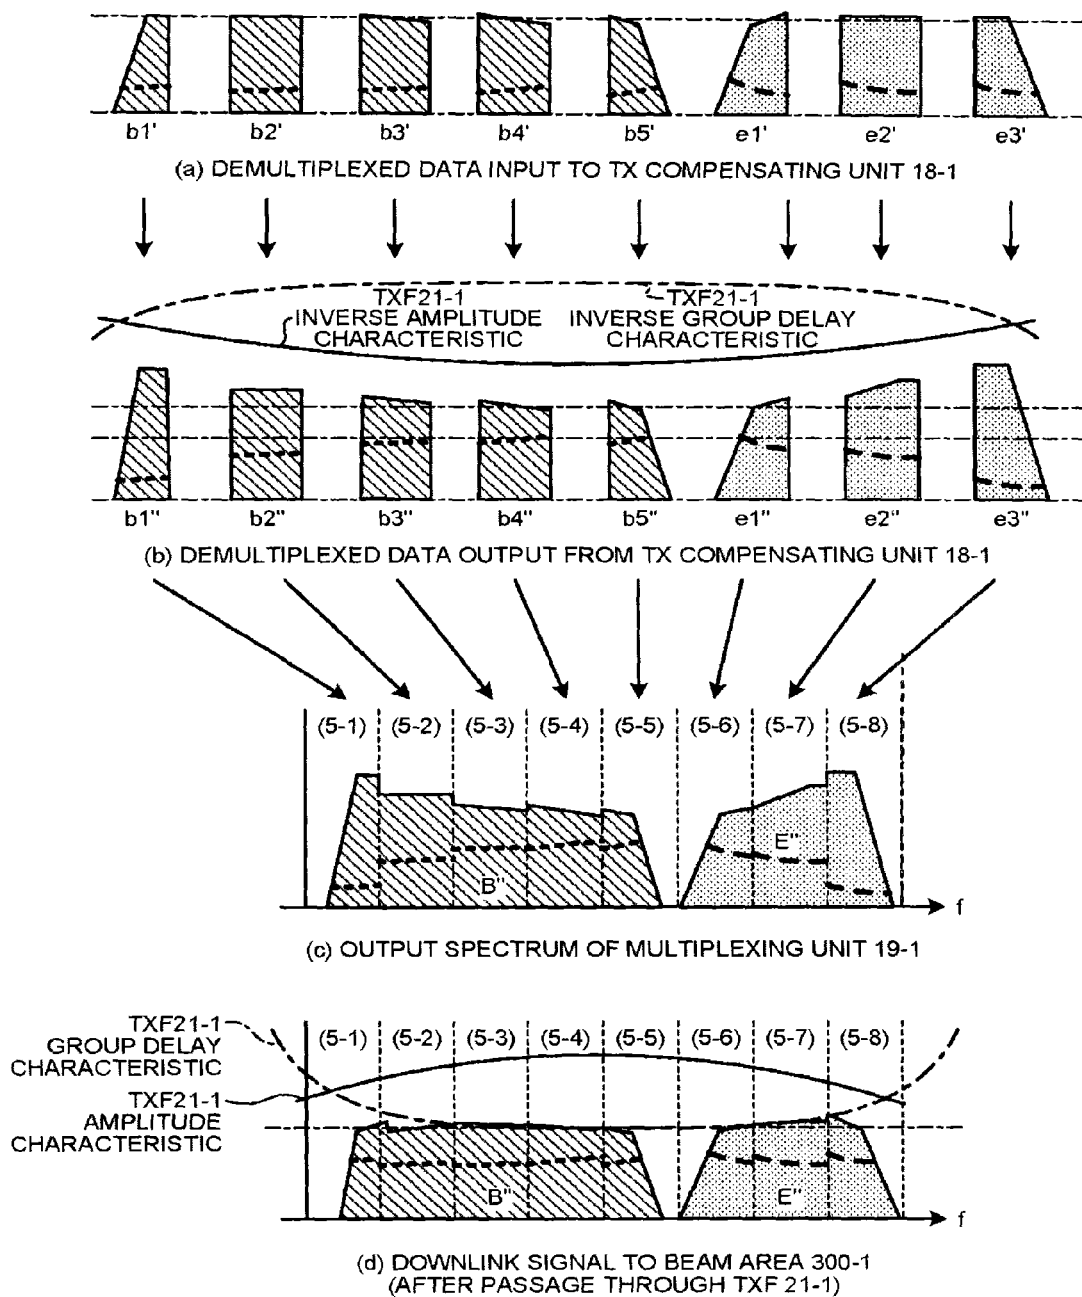 b1' b2' b3' b4' b5' e1' e2' e3'
(a) DEMULTIPLEXED DATA INPUT TO TX COMPENSATING UNIT 18-1
TXF21-1
INVERSE AMPLITUDE
CHARACTERISTIC
TXF21-1
INVERSE GROUP DELAY
CHARACTERISTIC
b1" b2" b3" b4" b5" e1" e2" e3"
(b) DEMULTIPLEXED DATA OUTPUT FROM TX COMPENSATING UNIT 18-1
(5-1) (5-2) (5-3) (5-4) (5-5) (5-6) (5-7) (5-8)
B" E" f
(c) OUTPUT SPECTRUM OF MULTIPLEXING UNIT 19-1
TXF21-1
GROUP DELAY
CHARACTERISTIC
TXF21-1
AMPLITUDE
CHARACTERISTIC
(5-1) (5-2) (5-3) (5-4) (5-5) (5-6) (5-7) (5-8)
B" E" f
(d) DOWNLINK SIGNAL TO BEAM AREA 300-1
(AFTER PASSAGE THROUGH TXF 21-1)